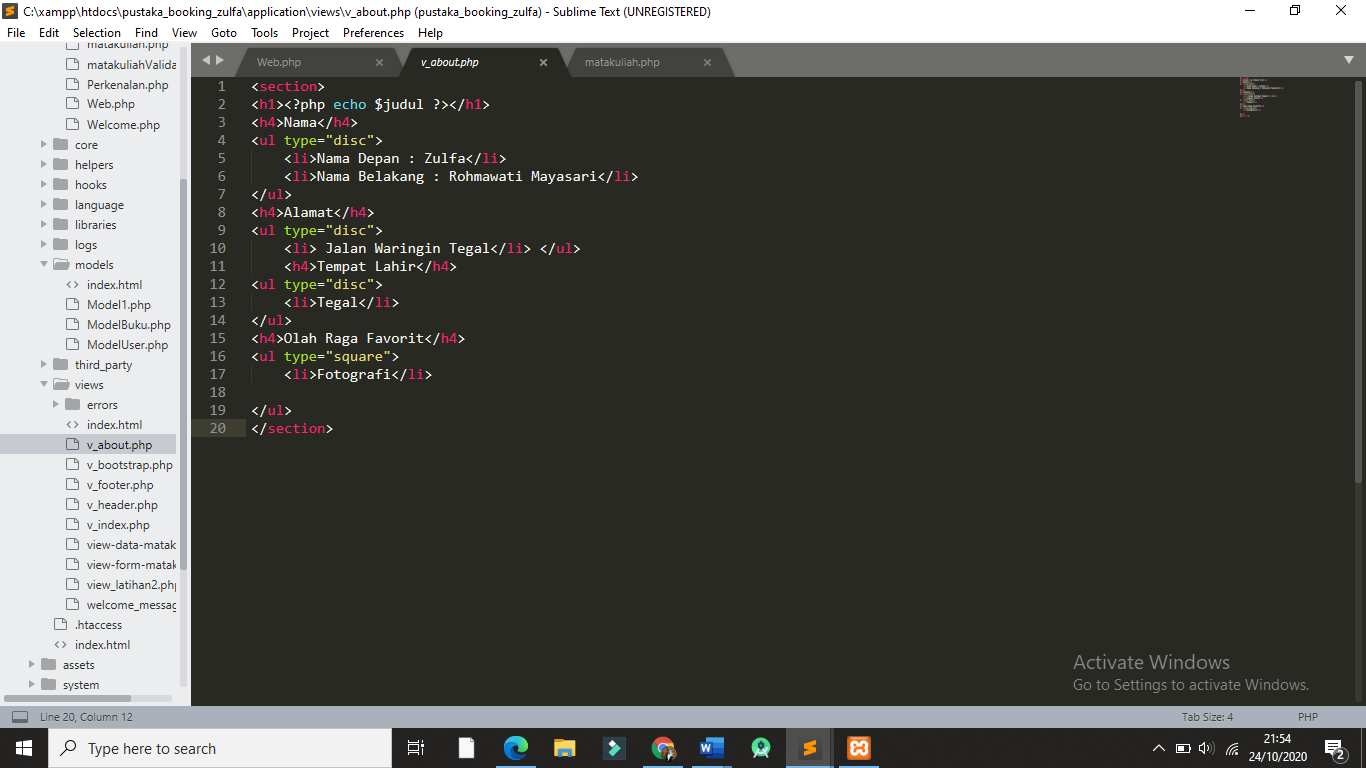 C:\xampp\htdocs\pustaka_booking_zulfa\application\views\v_about.php (pustaka_booking_zulfa) - Sublime Text (UNREGISTERED)
File Edit Selection Find View Goto Tools Project Preferences Help
matakuliah.php
matakuliahValida
Perkenalan.php
Web.php
Welcome.php
core
helpers
hooks
language
libraries
logs
models
index.html
Model1.php
ModelBuku.php
ModelUser.php
third_party
views
errors
index.html
v_about.php
v_bootstrap.php
v_footer.php
v_header.php
v_index.php
view-data-matak
view-form-matak
view_latihan2.php
welcome_messag
.htaccess
index.html
assets
system
Web.php × v_about.php × matakuliah.php ×
1 <section>
2 <h1><?php echo $judul ?></h1>
3 <h4>Nama</h4>
4 <ul type="disc">
5 <li>Nama Depan : Zulfa</li>
6 <li>Nama Belakang : Rohmawati Mayasari</li>
7 </ul>
8 <h4>Alamat</h4>
9 <ul type="disc">
10 <li> Jalan Waringin Tegal</li> </ul>
11 <h4>Tempat Lahir</h4>
12 <ul type="disc">
13 <li>Tegal</li>
14 </ul>
15 <h4>Olah Raga Favorit</h4>
16 <ul type="square">
17 <li>Fotografi</li>
18
19 </ul>
20 </section>
Activate Windows
Go to Settings to activate Windows.
Line 20, Column 12 Tab Size: 4 PHP
Type here to search
21:54
24/10/2020
2